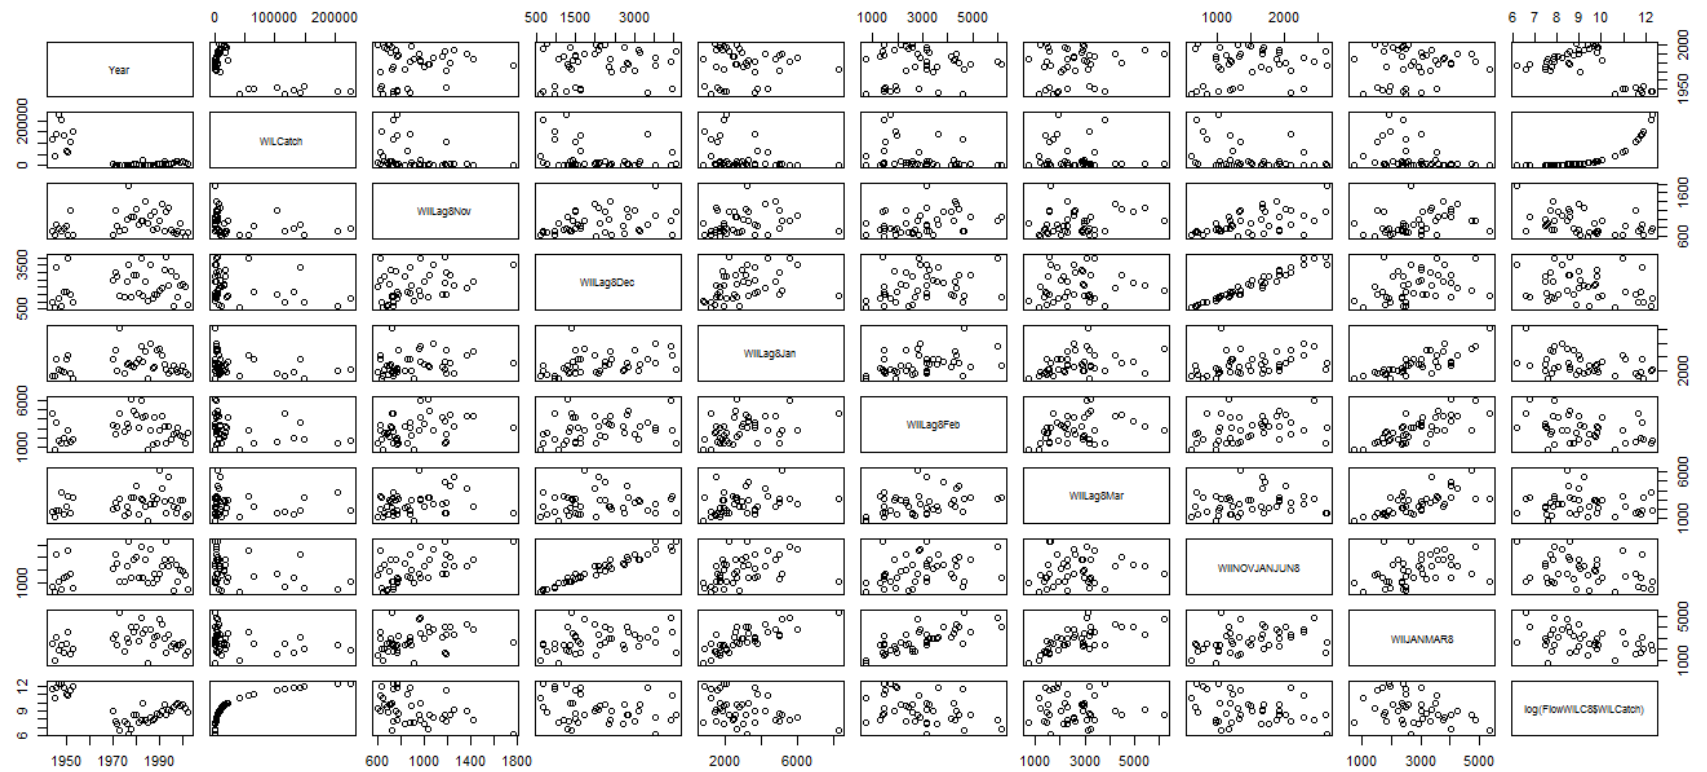 0 100000 200000 500 1500 3000 1000 3000 5000 1000 2000 6 7 8 9 10 12
Year
1950 2000
0 200000
WILCatch
WilLag8Nov
600 1600
500 3500
WilLag8Dec
WilLag8Jan
2000
1000 6000
WilLag8Feb
WilLag8Mar
1000 6000
1000
WilNOVJANJUN8
WilJANMAR8
1000 5000
6 9 12
log(FlowWILC8$WILCatch)
1950 1970 1990 600 1000 1400 1800 2000 6000 1000 3000 5000 1000 3000 5000